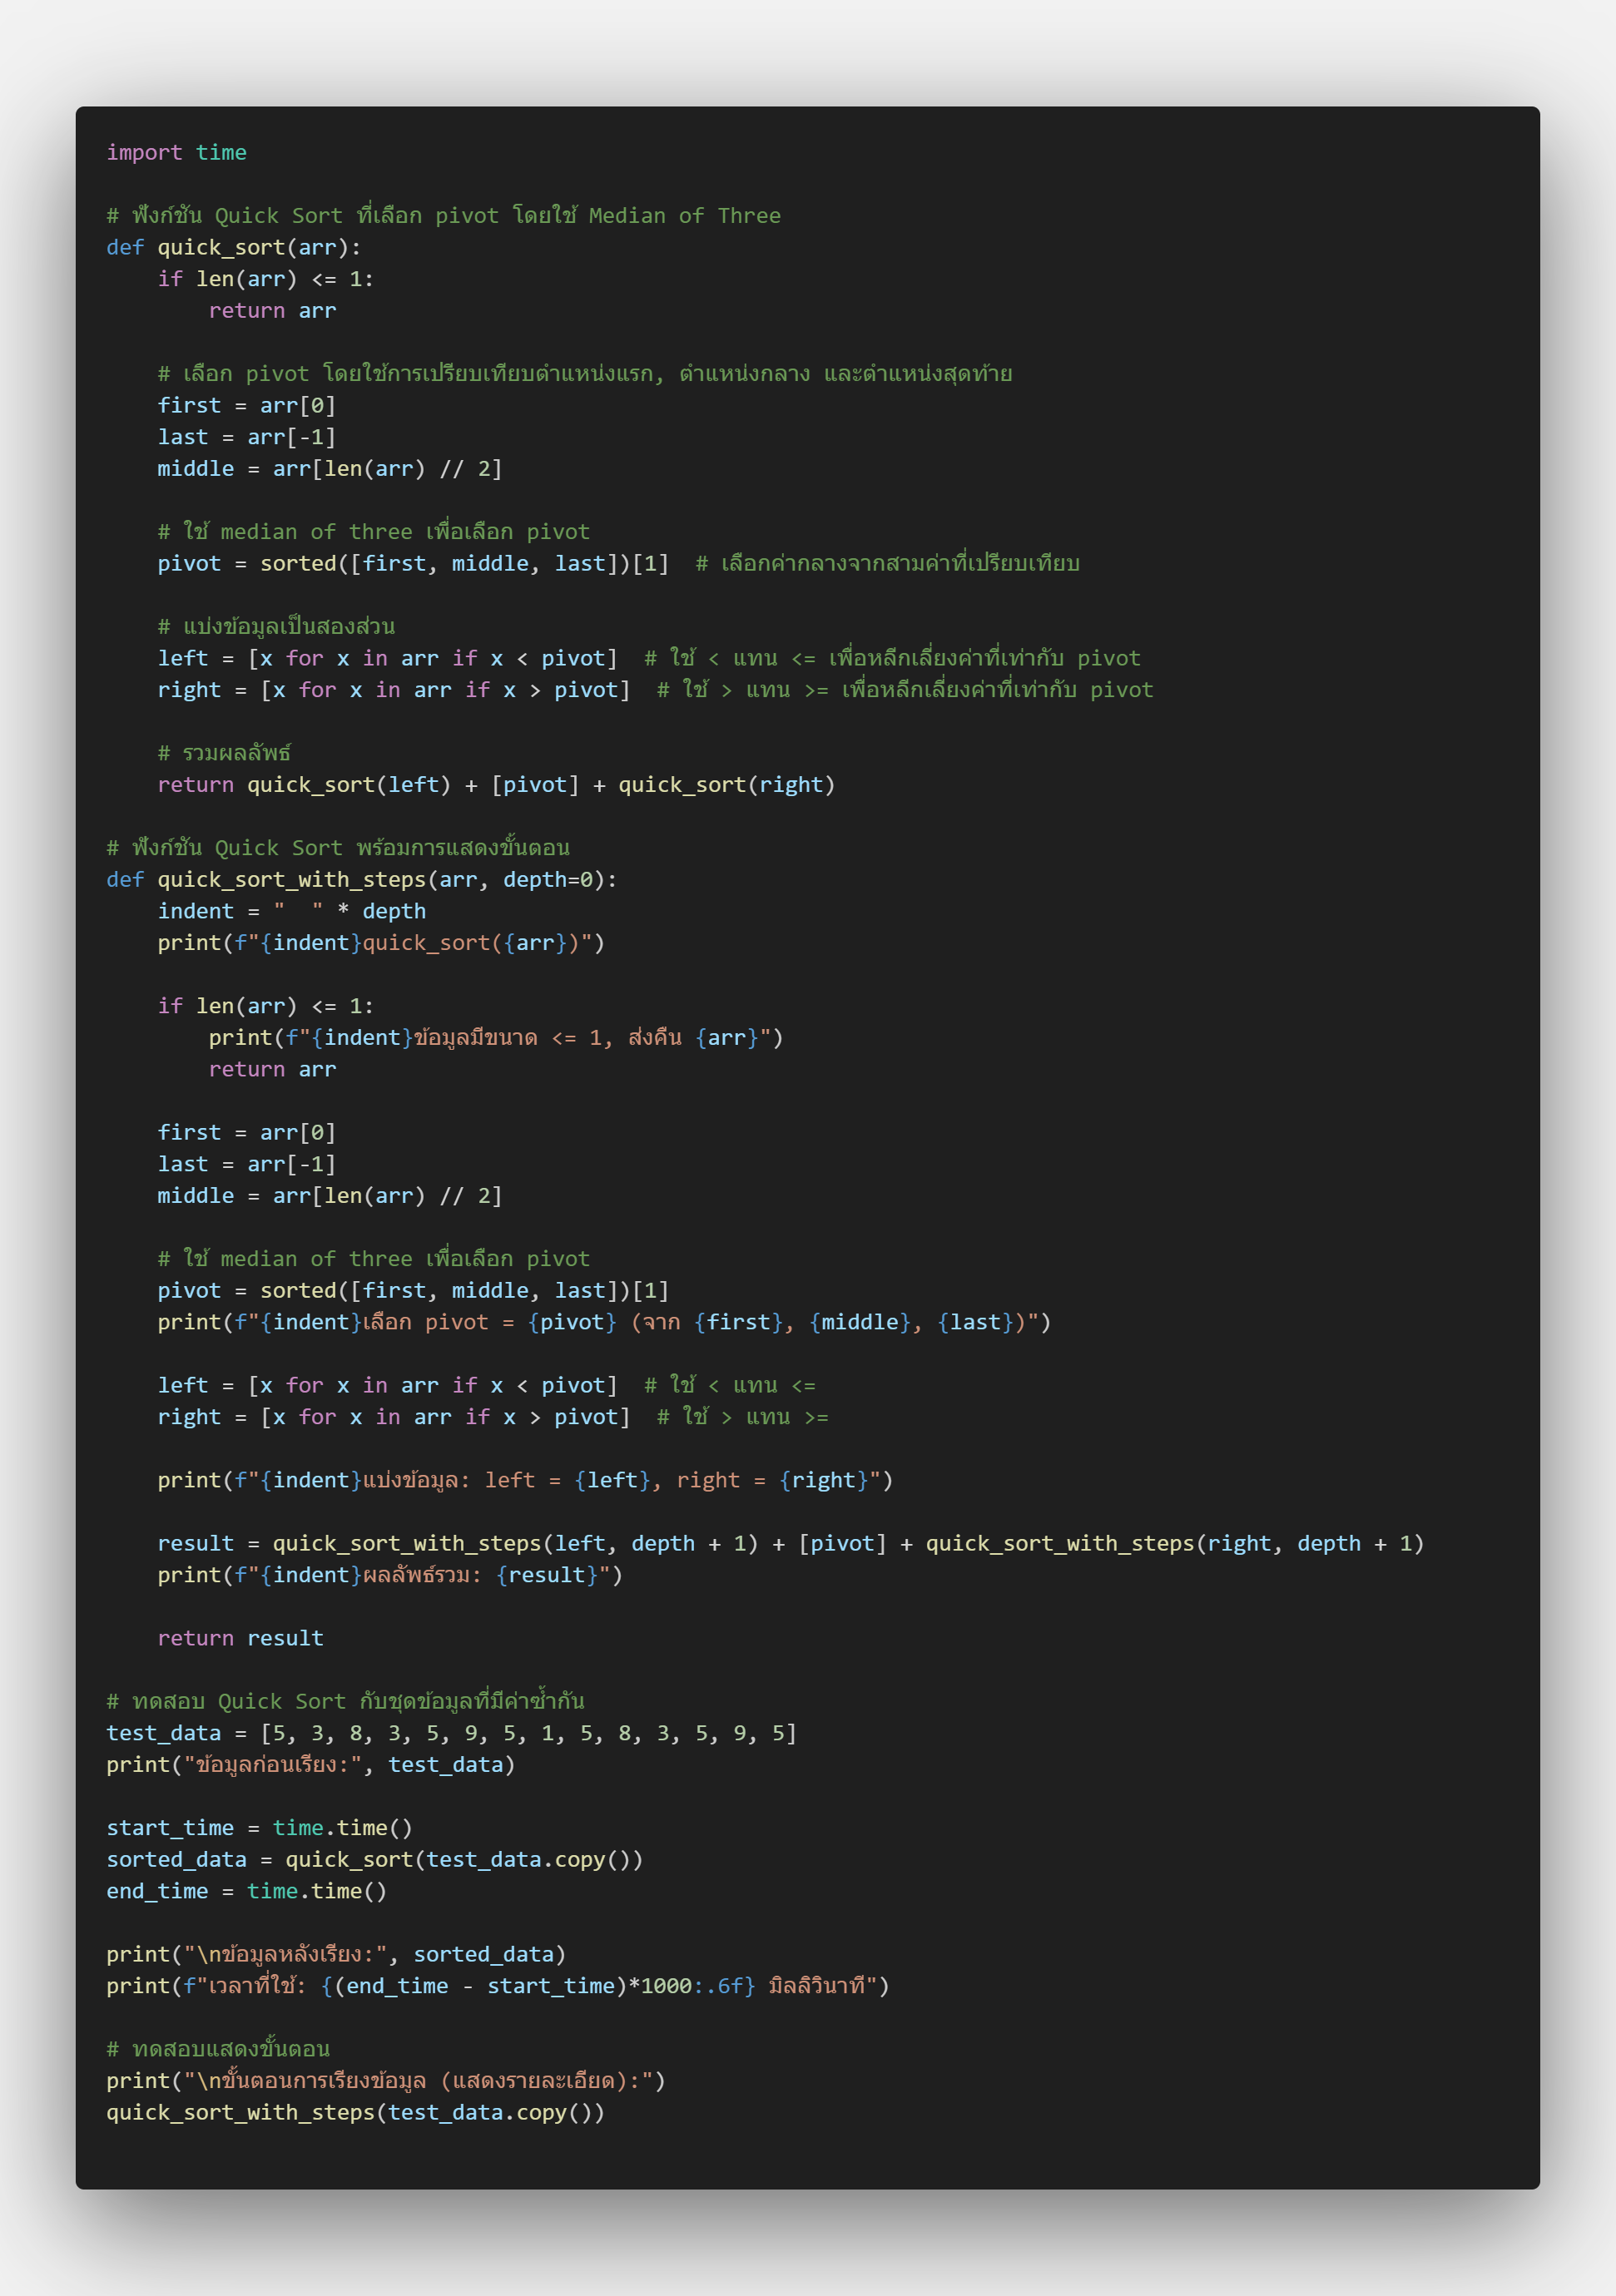 import time

# ฟังก์ชัน Quick Sort ที่เลือก pivot โดยใช้ Median of Three
def quick_sort(arr):
    if len(arr) <= 1:
        return arr

    # เลือก pivot โดยใช้การเปรียบเทียบตำแหน่งแรก, ตำแหน่งกลาง และตำแหน่งสุดท้าย
    first = arr[0]
    last = arr[-1]
    middle = arr[len(arr) // 2]

    # ใช้ median of three เพื่อเลือก pivot
    pivot = sorted([first, middle, last])[1]  # เลือกค่ากลางจากสามค่าที่เปรียบเทียบ

    # แบ่งข้อมูลเป็นสองส่วน
    left = [x for x in arr if x < pivot]  # ใช้ < แทน <= เพื่อหลีกเลี่ยงค่าที่เท่ากับ pivot
    right = [x for x in arr if x > pivot]  # ใช้ > แทน >= เพื่อหลีกเลี่ยงค่าที่เท่ากับ pivot

    # รวมผลลัพธ์
    return quick_sort(left) + [pivot] + quick_sort(right)

# ฟังก์ชัน Quick Sort พร้อมการแสดงขั้นตอน
def quick_sort_with_steps(arr, depth=0):
    indent = "  " * depth
    print(f"{indent}quick_sort({arr})")

    if len(arr) <= 1:
        print(f"{indent}ข้อมูลมีขนาด <= 1, ส่งคืน {arr}")
        return arr

    first = arr[0]
    last = arr[-1]
    middle = arr[len(arr) // 2]

    # ใช้ median of three เพื่อเลือก pivot
    pivot = sorted([first, middle, last])[1]
    print(f"{indent}เลือก pivot = {pivot} (จาก {first}, {middle}, {last})")

    left = [x for x in arr if x < pivot]  # ใช้ < แทน <=
    right = [x for x in arr if x > pivot]  # ใช้ > แทน >=

    print(f"{indent}แบ่งข้อมูล: left = {left}, right = {right}")

    result = quick_sort_with_steps(left, depth + 1) + [pivot] + quick_sort_with_steps(right, depth + 1)
    print(f"{indent}ผลลัพธ์รวม: {result}")

    return result

# ทดสอบ Quick Sort กับชุดข้อมูลที่มีค่าซ้ำกัน
test_data = [5, 3, 8, 3, 5, 9, 5, 1, 5, 8, 3, 5, 9, 5]
print("ข้อมูลก่อนเรียง:", test_data)

start_time = time.time()
sorted_data = quick_sort(test_data.copy())
end_time = time.time()

print("\nข้อมูลหลังเรียง:", sorted_data)
print(f"เวลาที่ใช้: {(end_time - start_time)*1000:.6f} มิลลิวินาที")

# ทดสอบแสดงขั้นตอน
print("\nขั้นตอนการเรียงข้อมูล (แสดงรายละเอียด):")
quick_sort_with_steps(test_data.copy())